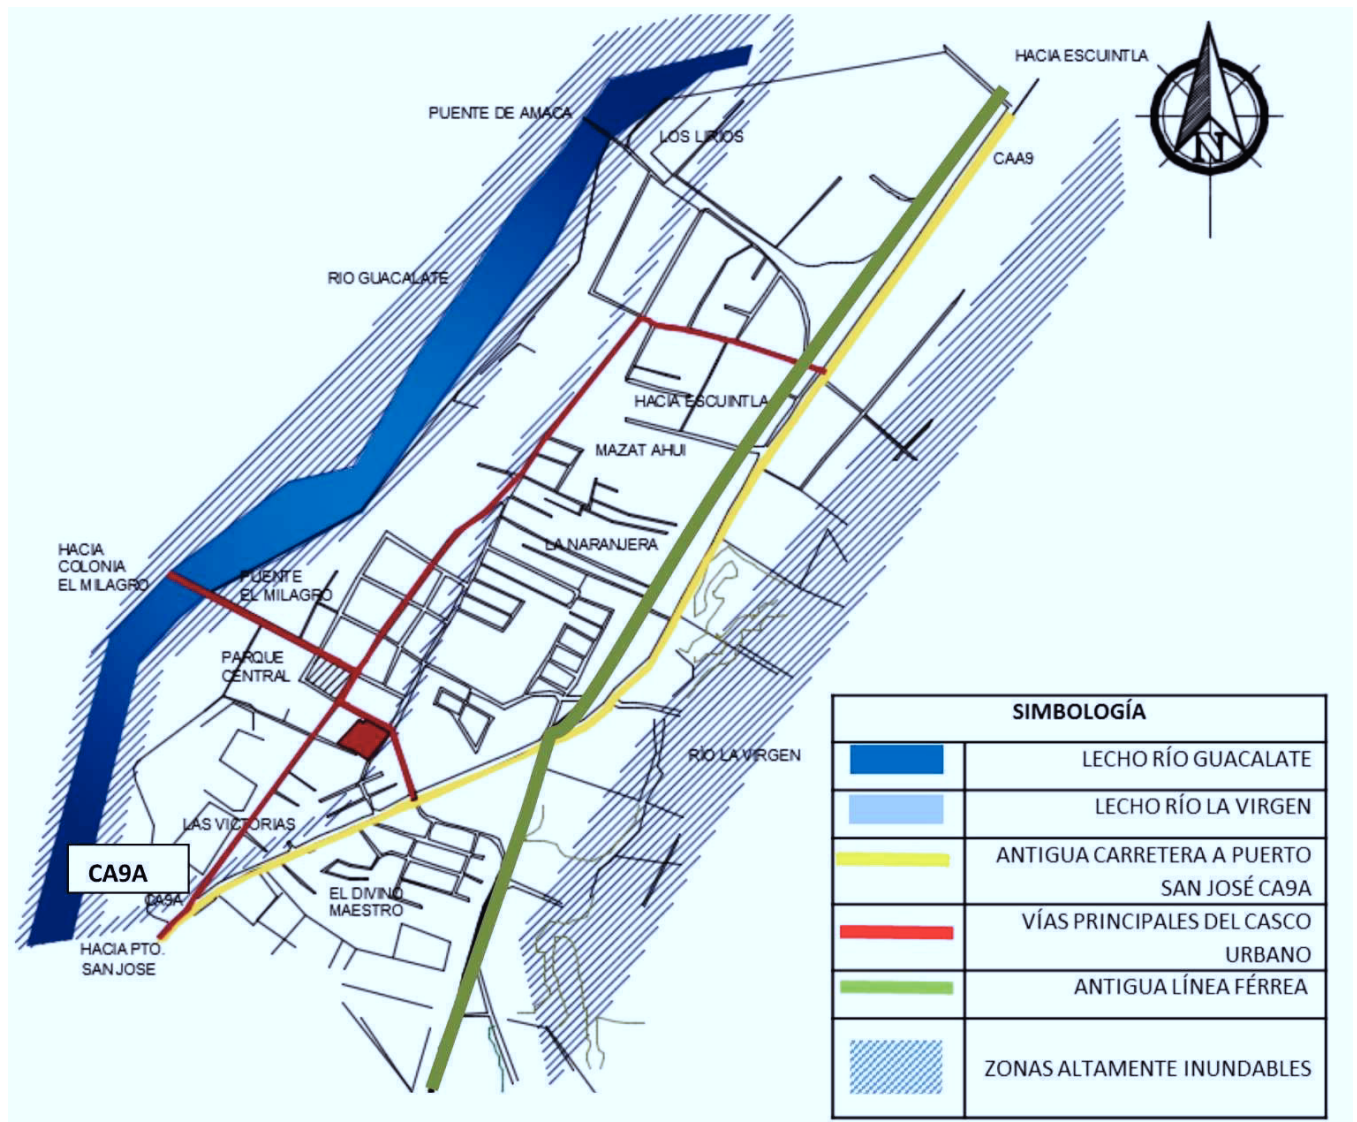 HACIA ESCUINTLA
PUENTE DE AMACA
LOS LIRIOS
CAA9
N
RIO GUACALATE
HACIA ESCUINTLA
MAZAT AHUI
LA NARANJERA
HACIA
COLONIA
EL MILAGRO
PUENTE
EL MILAGRO
PARQUE
CENTRAL
RÍO LA VIRGEN
LAS VICTORIAS
CA9A
CA9A
EL DIVINO
MAESTRO
HACIA PTO.
SAN JOSE
SIMBOLOGÍA
LECHO RÍO GUACALATE
LECHO RÍO LA VIRGEN
ANTIGUA CARRETERA A PUERTO
SAN JOSÉ CA9A
VÍAS PRINCIPALES DEL CASCO
URBANO
ANTIGUA LÍNEA FÉRREA
ZONAS ALTAMENTE INUNDABLES